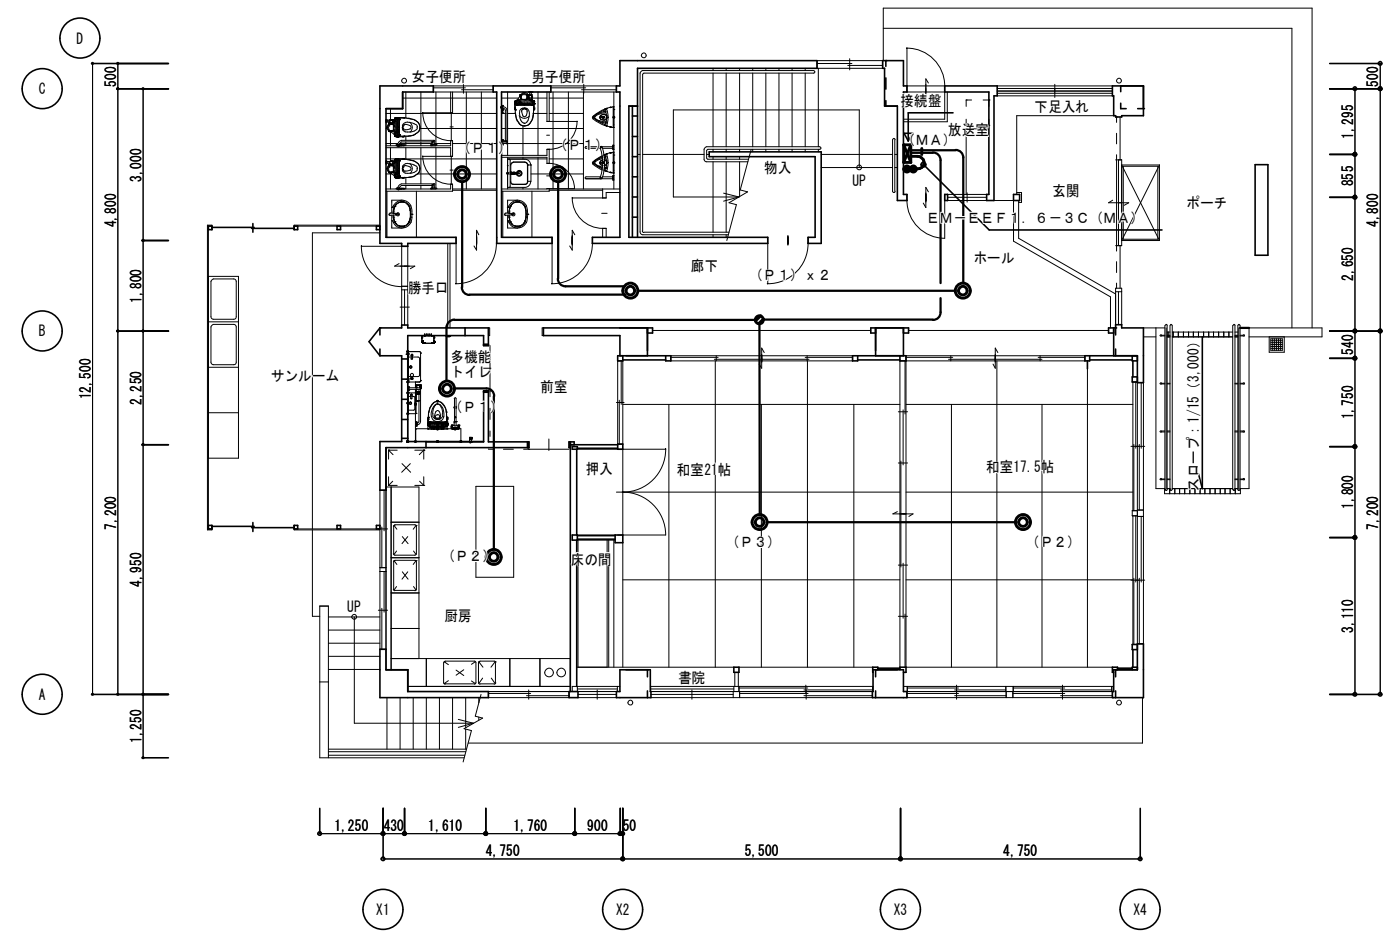 D
C
B
A
500
3,000
4,800
1,800
12,500
2,250
7,200
4,950
1,250
女子便所
男子便所
(P1)
(P1)
接続盤
放送室
(MA)
下足入れ
物入
UP
玄関
ポーチ
EM-EEF1.6-3C(MA)
廊下
(P1)x2
ホール
勝手口
サンルーム
多機能
トイレ
(P1)
前室
押入
和室21帖
和室17.5帖
スロープ:1/15(3,000)
(P3)
(P2)
(P2)
床の間
厨房
UP
書院
500
1,295
855
4,800
2,650
540
1,750
1,800
7,200
3,110
1,250
430
1,610
1,760
900
50
4,750
5,500
4,750
X1
X2
X3
X4